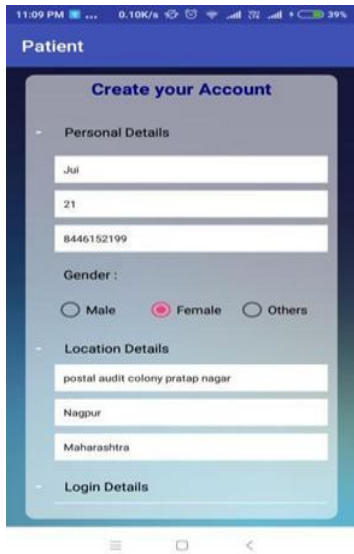 11:09 PM ... 0.10K/s 39%
Patient
Create your Account
- Personal Details
Jui
21
8446152199
Gender :
Male Female Others
- Location Details
postal audit colony pratap nagar
Nagpur
Maharashtra
- Login Details